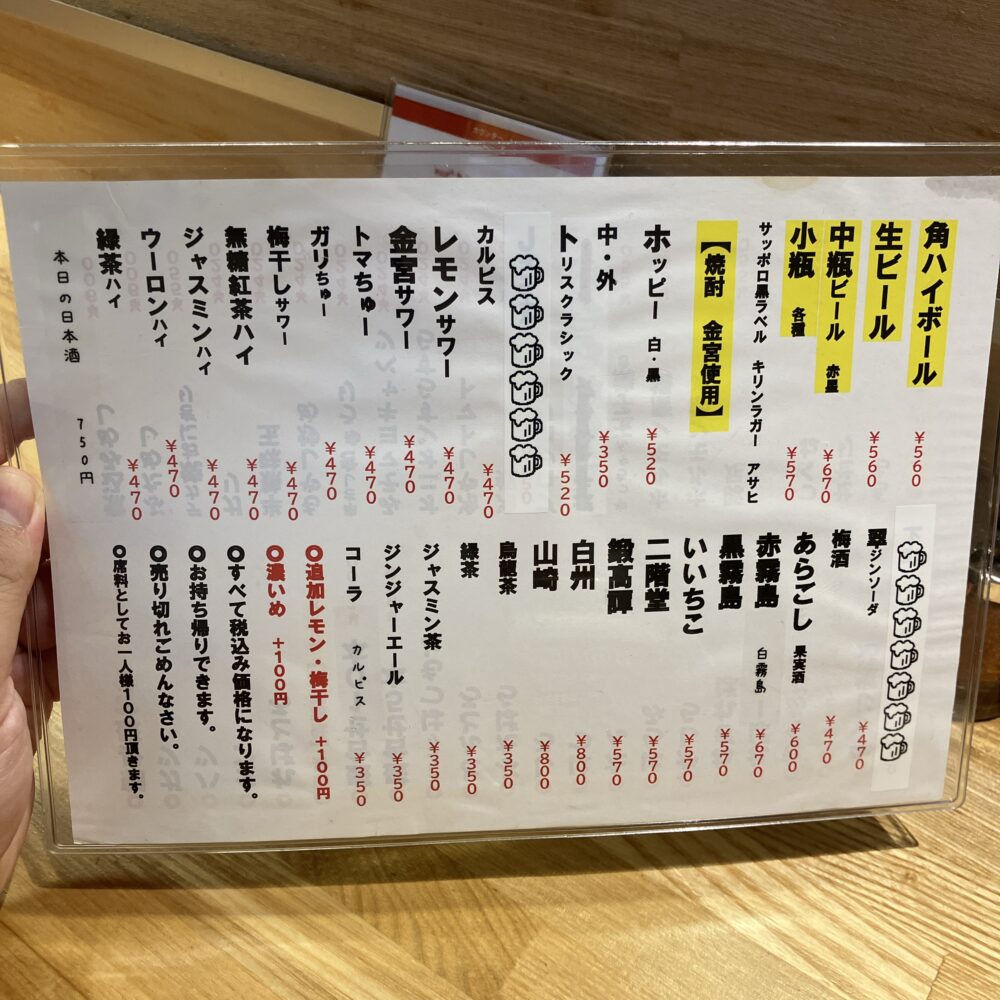 角ハイボール ¥560
生ビール ¥560
中瓶ビール 赤星 ¥670
小瓶 各種 ¥570
サッポロ黒ラベル キリンラガー アサヒ
【焼酎 金宮使用】
ホッピー 白・黒 ¥520
中・外 ¥350
トリスクラシック ¥520
カルピス ¥470
レモンサワー ¥470
金宮サワー ¥470
トマちゅー ¥470
ガリちゅー ¥470
梅干しサワー ¥470
無糖紅茶ハイ ¥470
ジャスミンハイ ¥470
ウーロンハイ ¥470
緑茶ハイ ¥470
本日の日本酒 750円
翠ジンソーダ ¥470
梅酒 ¥470
あらごし 果実酒 ¥600
赤霧島 白霧島 ¥670
黒霧島 ¥570
いいちこ ¥570
二階堂 ¥570
鍛高譚 ¥570
白州 ¥800
山崎 ¥800
烏龍茶 ¥350
緑茶 ¥350
ジャスミン茶 ¥350
ジンジャーエール ¥350
コーラ カルピス ¥350
〇追加レモン・梅干し +100円
〇濃いめ +100円
〇すべて税込み価格になります。
〇お持ち帰りできます。
〇売り切れごめんなさい。
〇席料としてお一人様100円頂きます。